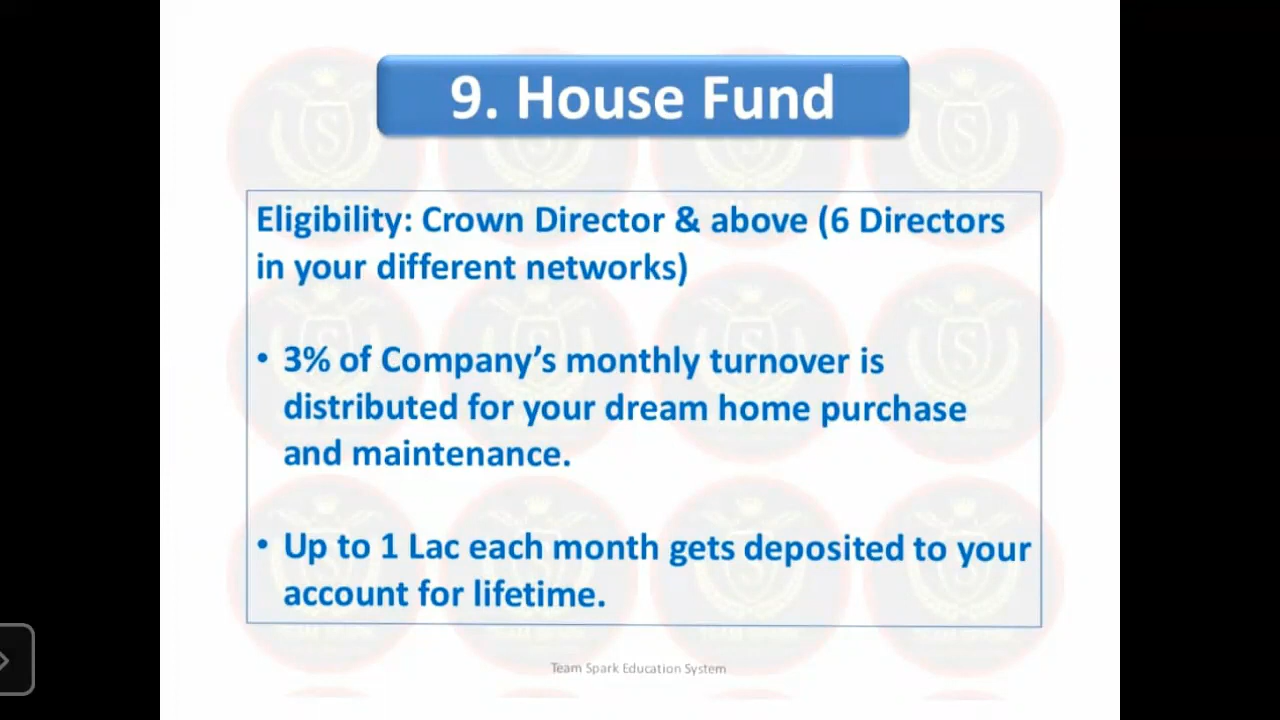 9. House Fund
Eligibility: Crown Director & above (6 Directors
in your different networks)
• 3% of Company’s monthly turnover is
distributed for your dream home purchase
and maintenance.
• Up to 1 Lac each month gets deposited to your
account for lifetime.
Team Spark Education System